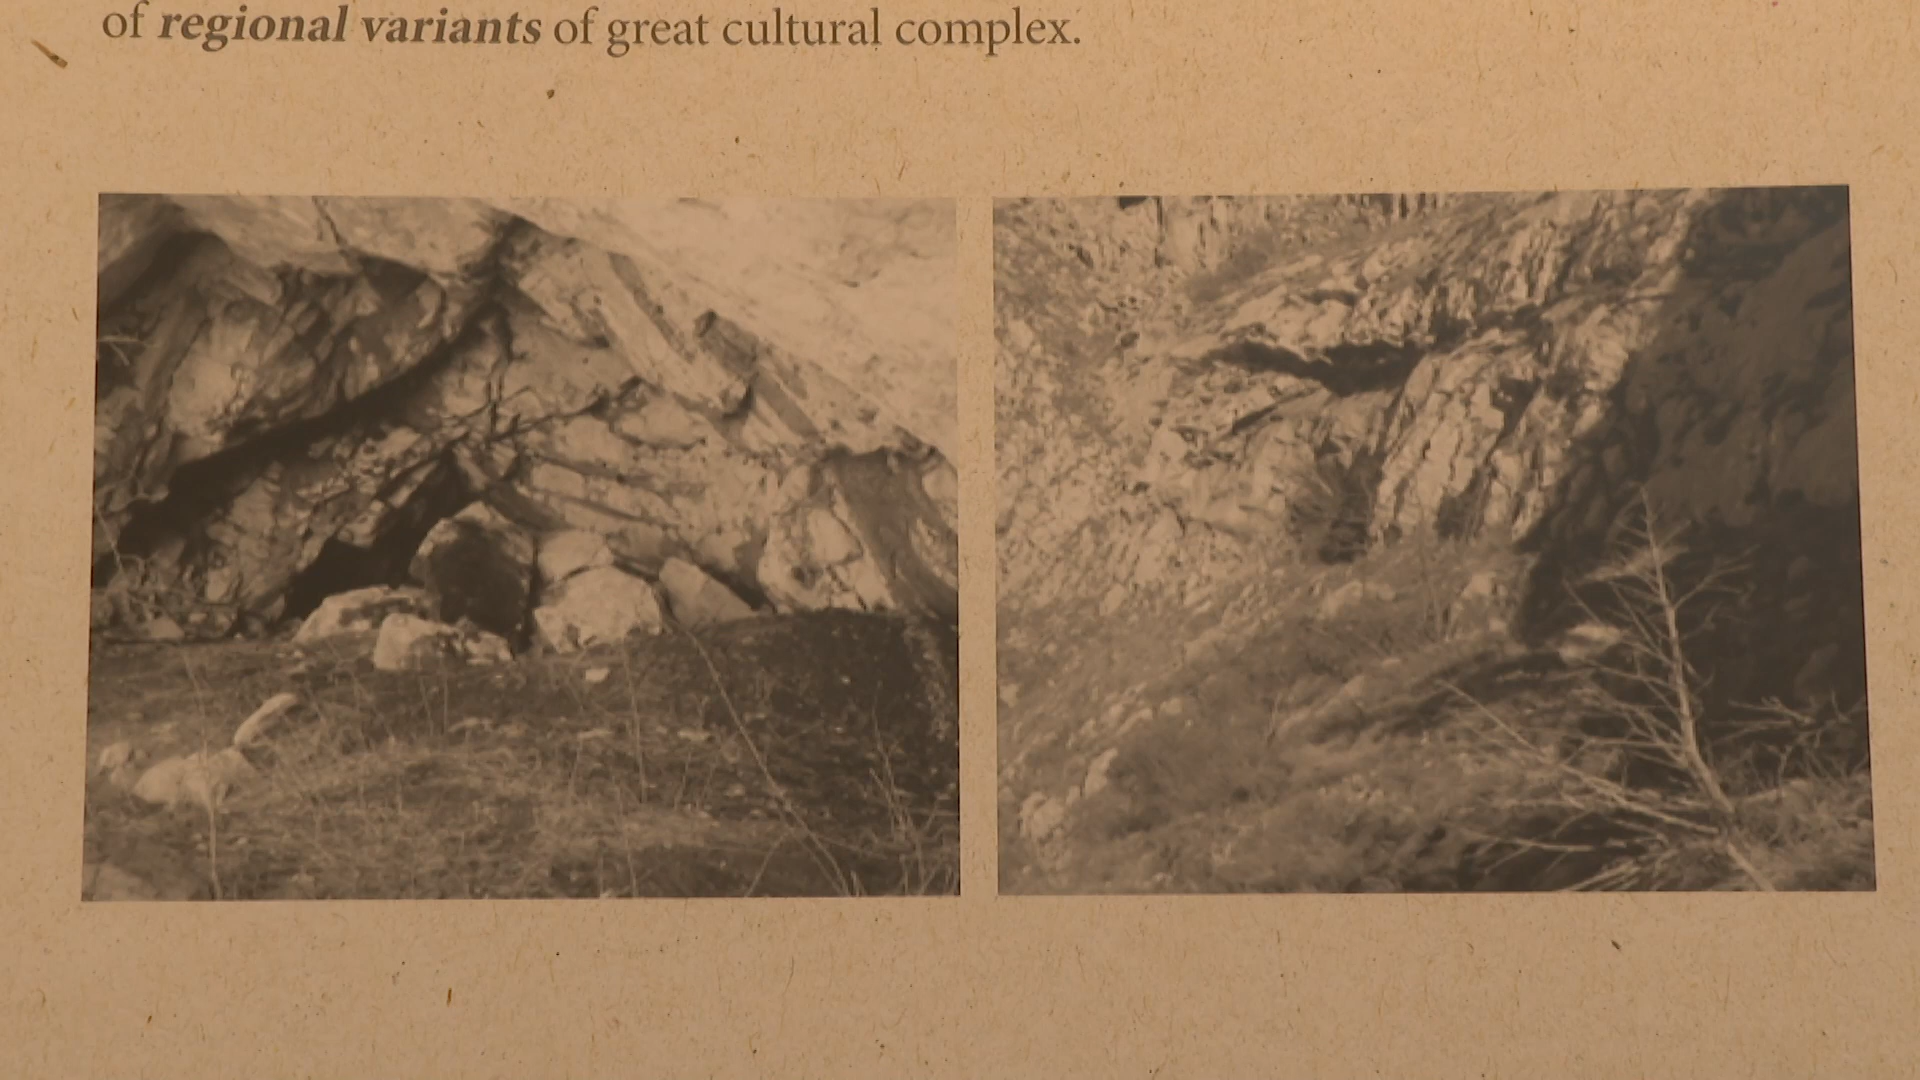 of regional variants of great cultural complex.